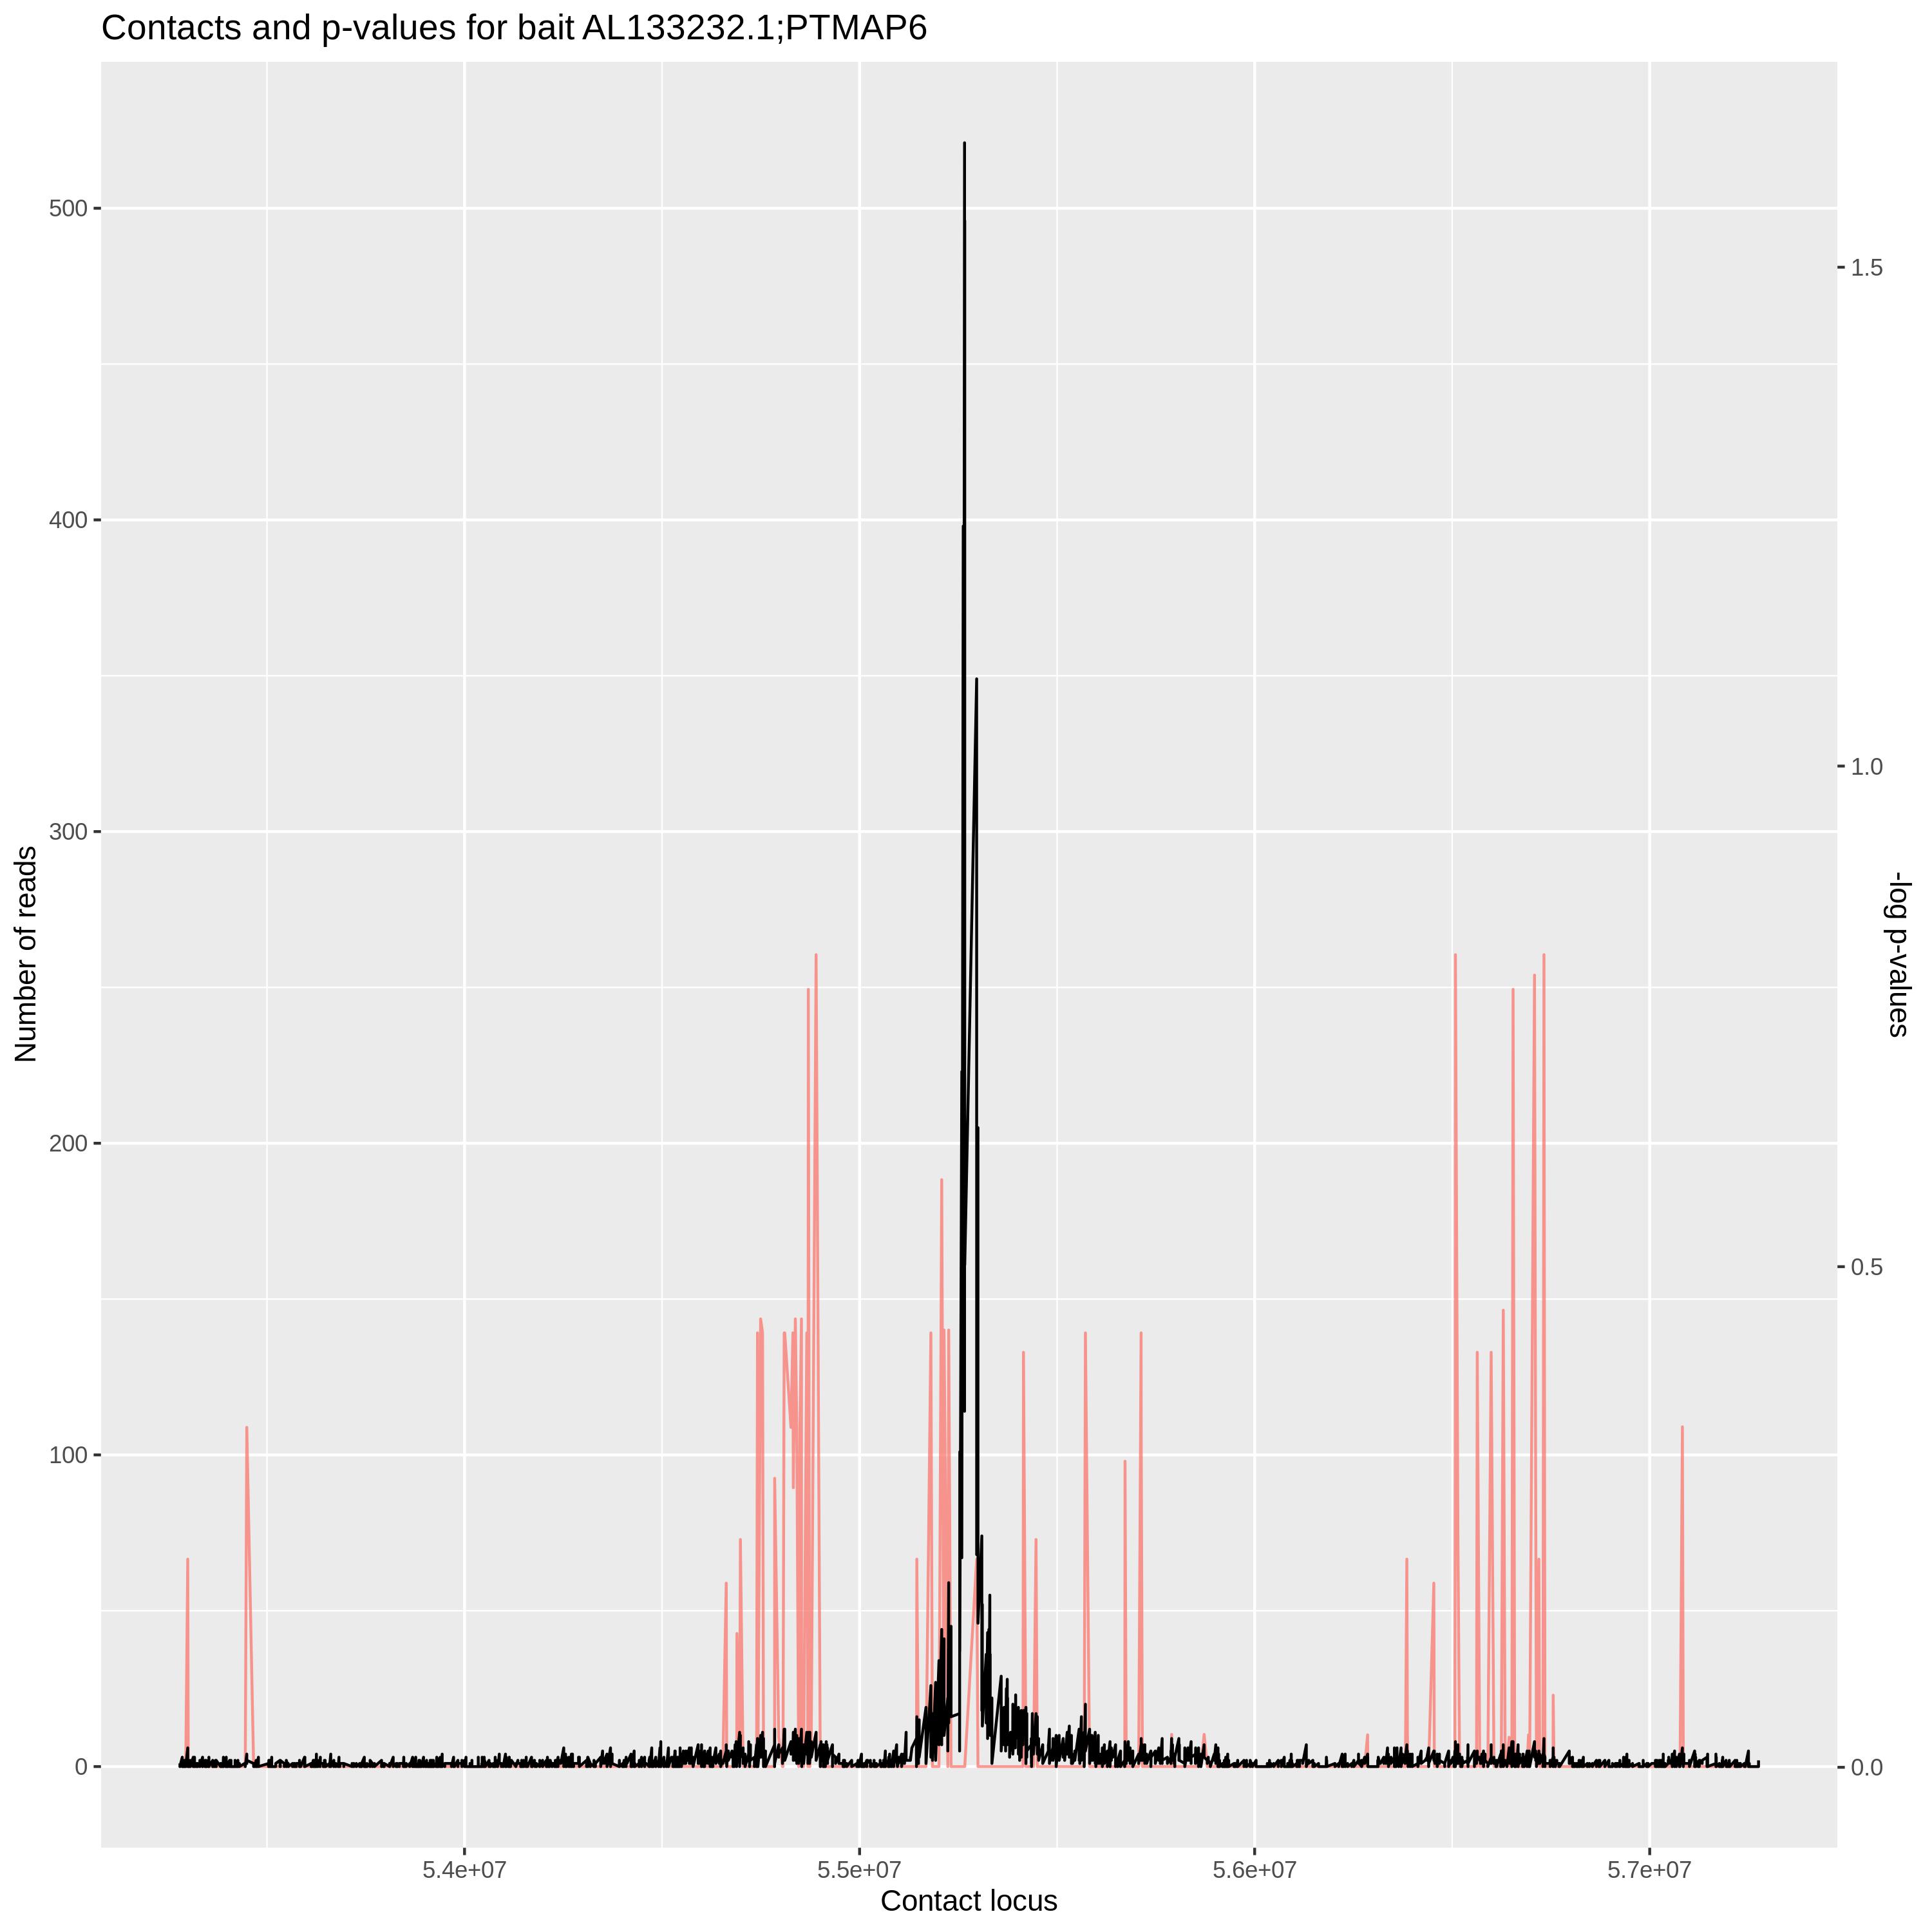 Contacts and p-values for bait AL133232.1;PTMAP6
500
400
300
200
100
0
Number of reads
1.5
1.0
0.5
0.0
-log p-values
5.4e+07
5.5e+07
5.6e+07
5.7e+07
Contact locus